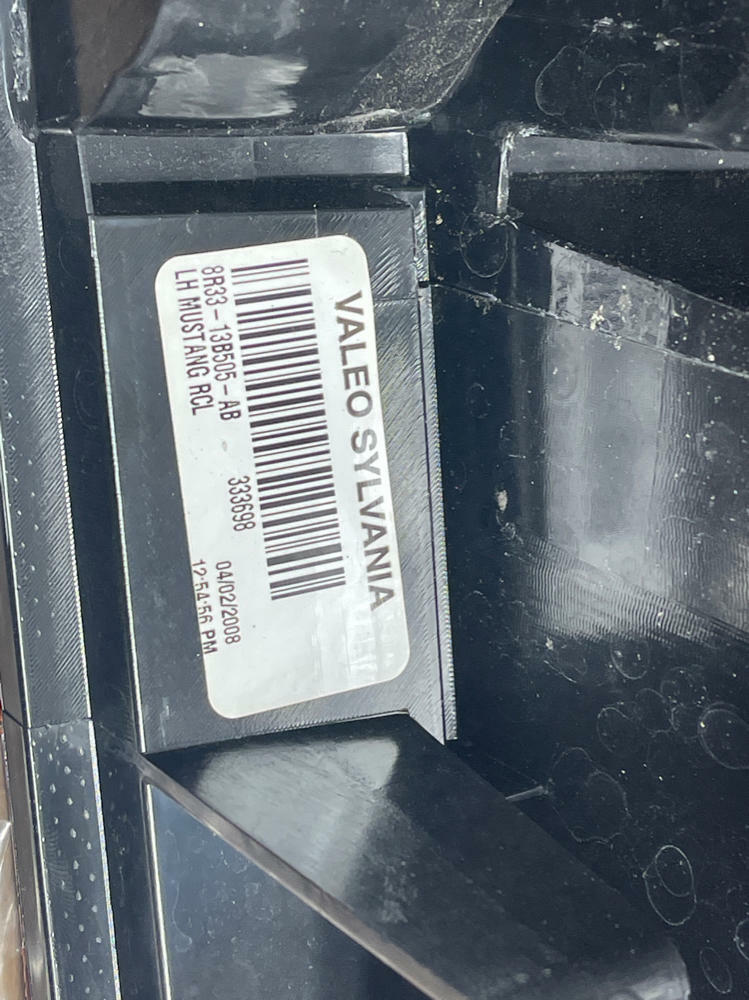 VALEO SYLVANIA
8R33-13B505-AB 333698 04/02/2008
LH MUSTANG RCL 12:54:56 PM